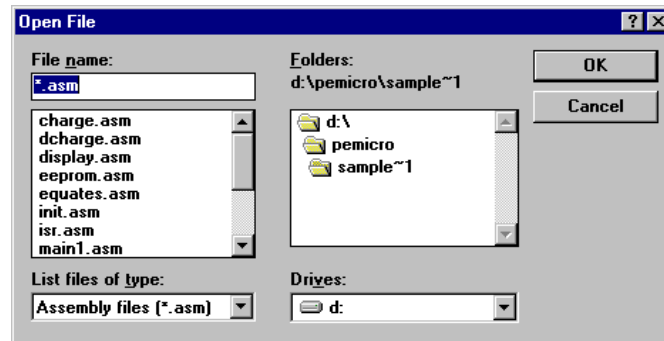 Open File
File name:
*.asm
charge.asm
dcharge.asm
display.asm
eeprom.asm
equates.asm
init.asm
isr.asm
main1.asm
List files of type:
Assembly files (*.asm)
Folders:
d:\pemicro\sample~1
d:\
pemicro
sample~1
Drives:
d:
OK
Cancel